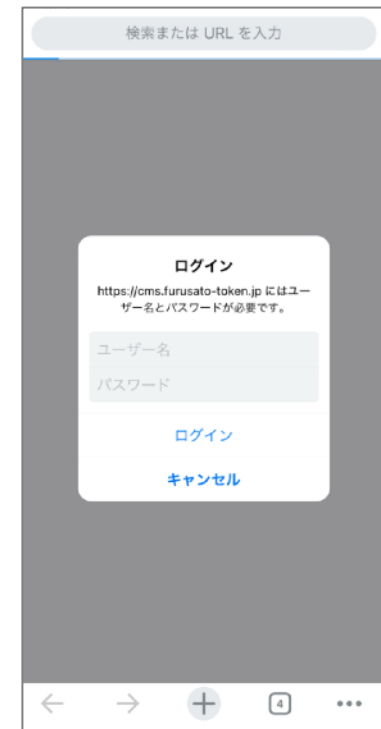 検索または URL を入力
ログイン
https://cms.furusato-token.jp にはユー
ザー名とパスワードが必要です。
ユーザー名
パスワード
ログイン
キャンセル
4